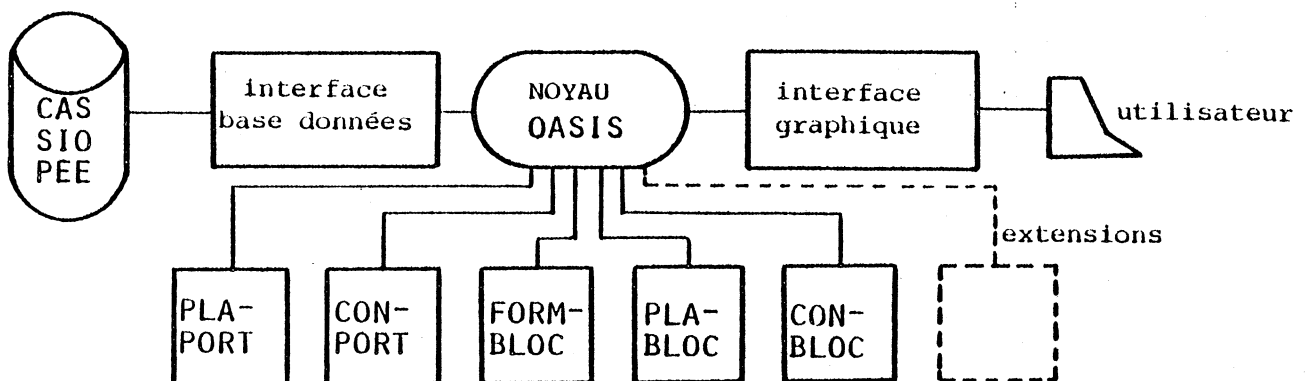 CAS
SIO
PÉE
interface
base données
NOYAU
OASIS
interface
graphique
utilisateur
extensions
PLA-
PORT
CON-
PORT
FORM-
BLOC
PLA-
BLOC
CON-
BLOC